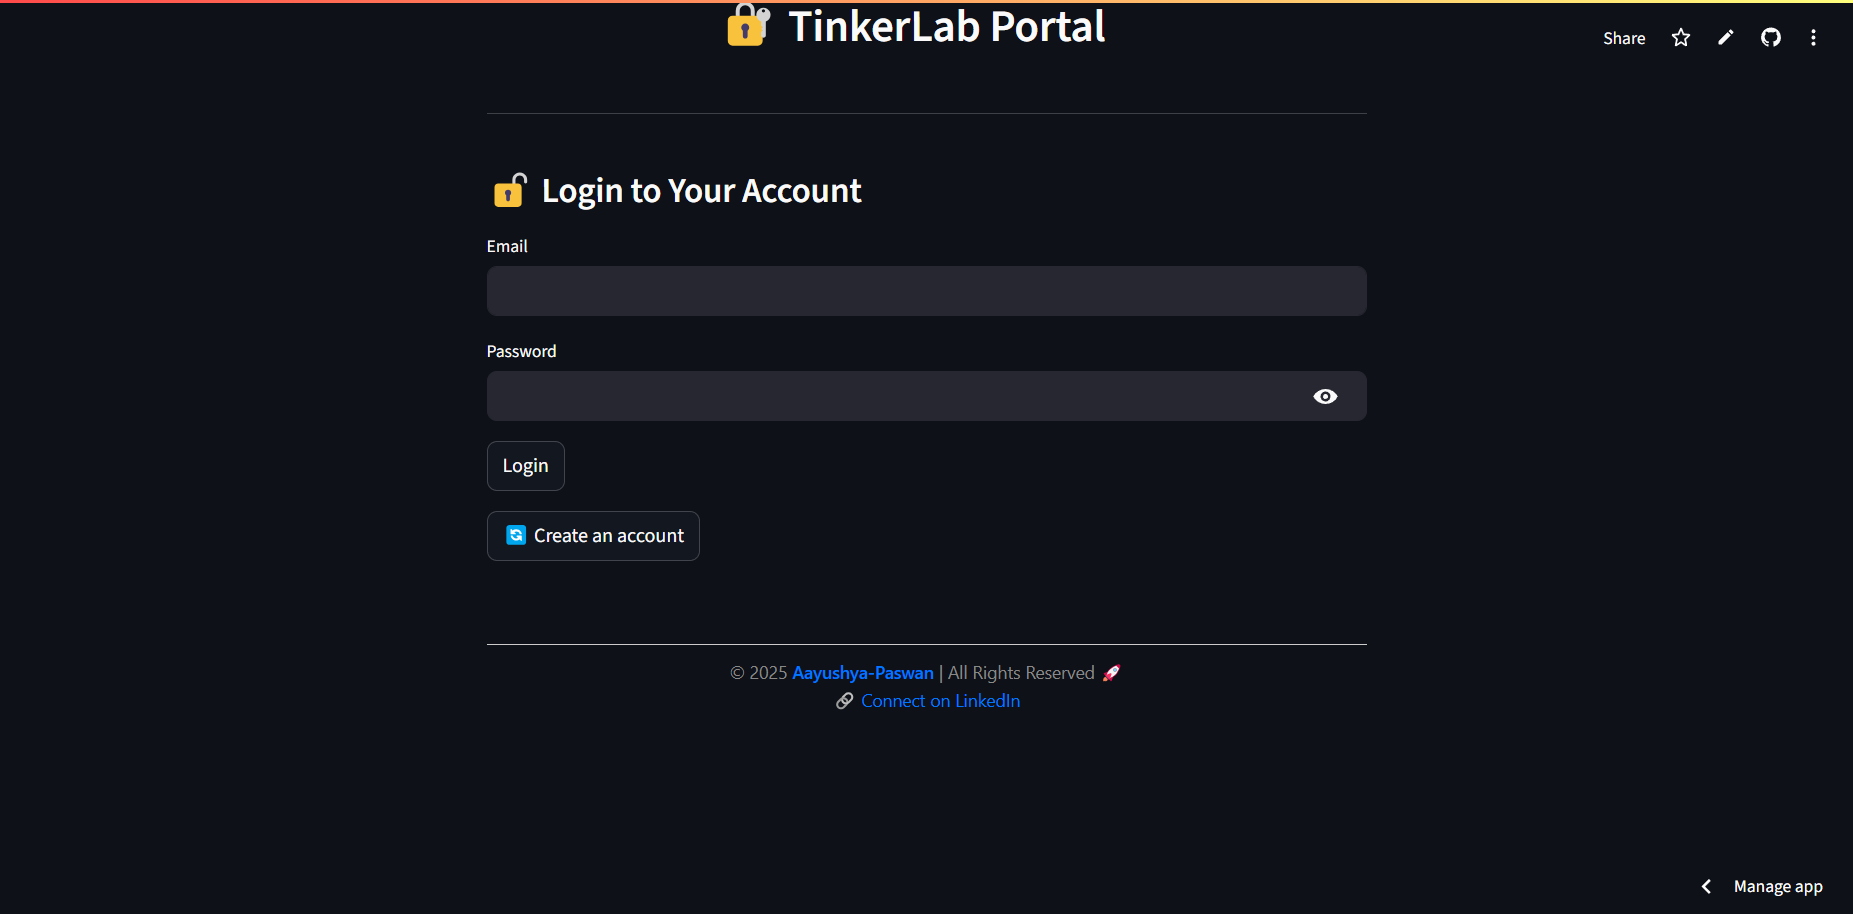 🔐 TinkerLab Portal
Share
🔓 Login to Your Account
Email
Password
Login
🔄 Create an account
© 2025 Aayushya-Paswan | All Rights Reserved 🚀
🔗 Connect on LinkedIn
Manage app